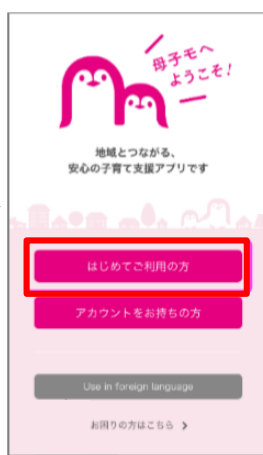 母子モへ
ようこそ!
地域とつながる、
安心の子育て支援アプリです
はじめてご利用の方
アカウントをお持ちの方
Use in foreign language
お困りの方はこちら